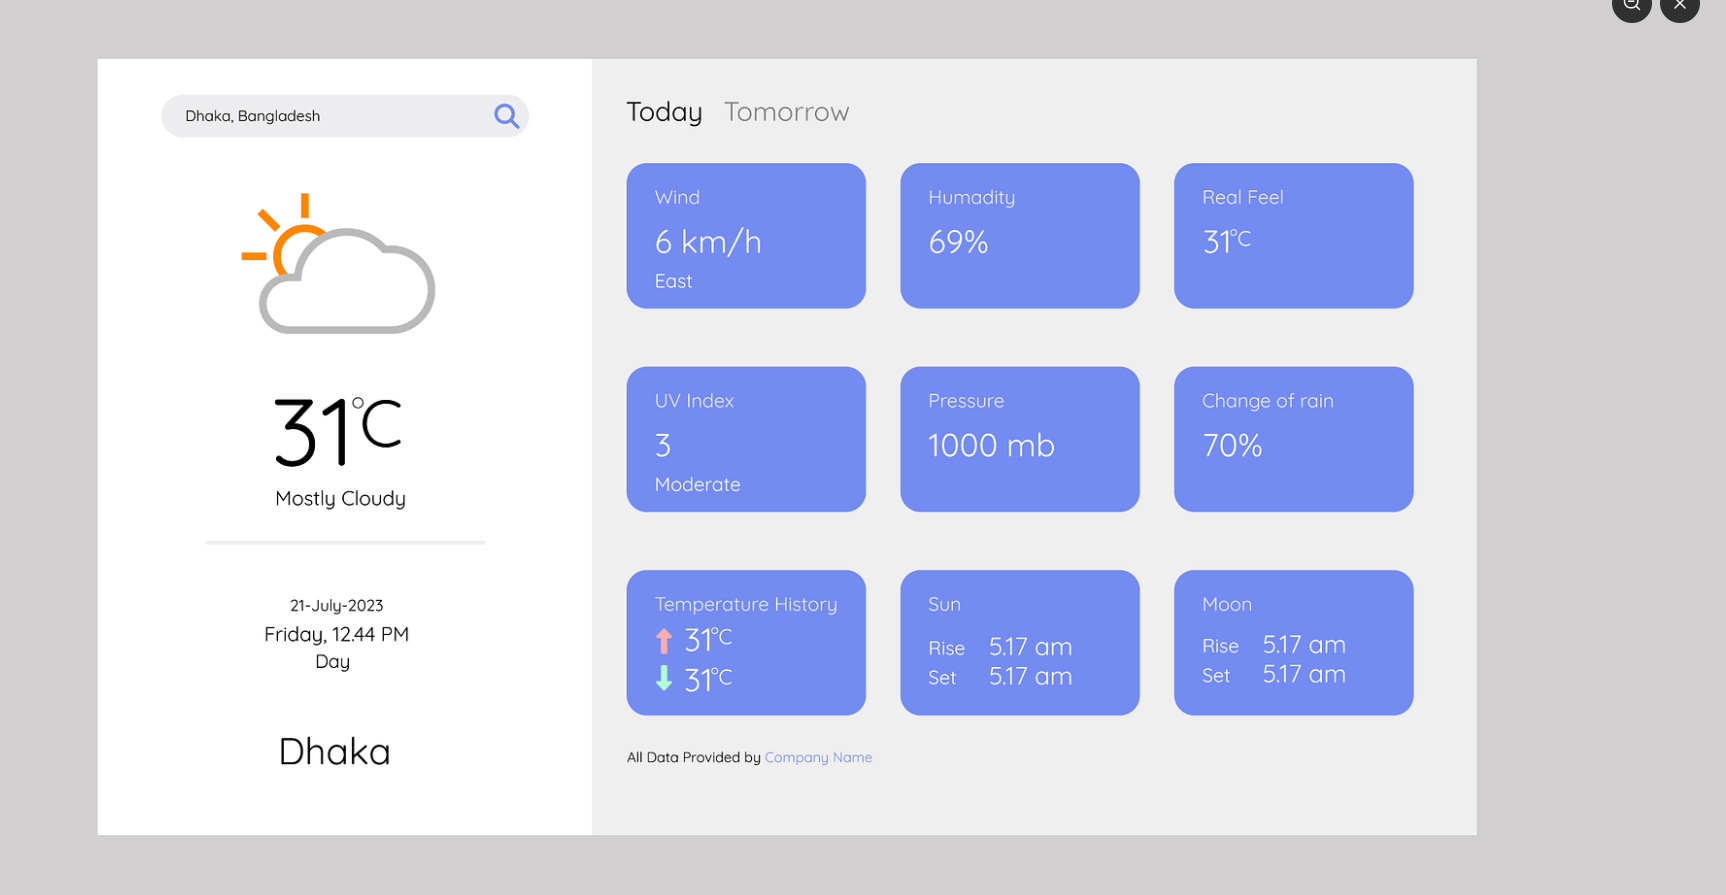 Dhaka, Bangladesh
31°C
Mostly Cloudy
21-July-2023
Friday, 12.44 PM
Day
Dhaka
Today Tomorrow
Wind
6 km/h
East
Humadity
69%
Real Feel
31°C
UV Index
3
Moderate
Pressure
1000 mb
Change of rain
70%
Temperature History
31°C
31°C
Sun
Rise 5.17 am
Set 5.17 am
Moon
Rise 5.17 am
Set 5.17 am
All Data Provided by Company Name